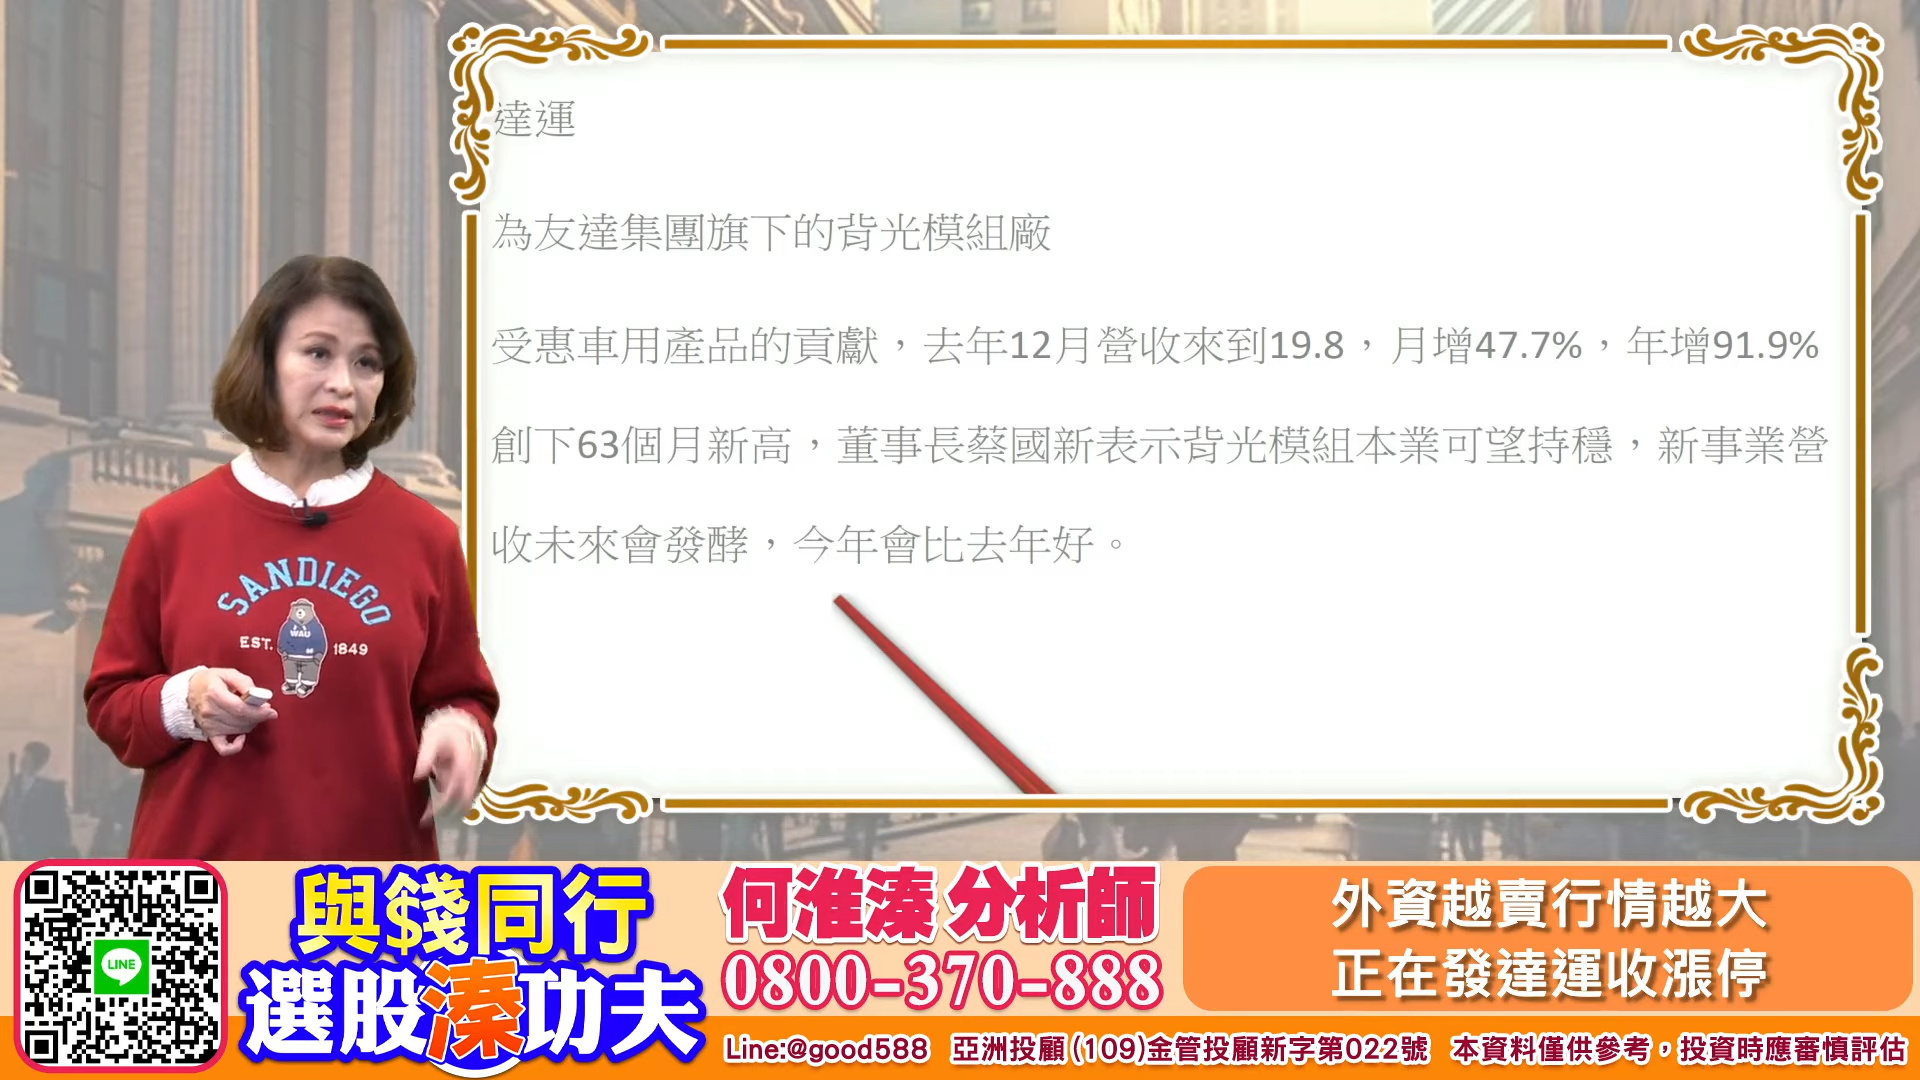 達運
為友達集團旗下的背光模組廠
受惠車用產品的貢獻，去年12月營收來到19.8，月增47.7%，年增91.9%
創下63個月新高，董事長蔡國新表示背光模組本業可望持穩，新事業營
收未來會發酵，今年會比去年好。
SANDIEGO
WAU
EST. 1849
LINE
與錢同行
選股溱功夫
何淮溱 分析師
0800-370-888
外資越賣行情越大
正在發達運收漲停
Line:@good588 亞洲投顧 (109)金管投顧新字第022號 本資料僅供參考，投資時應審慎評估